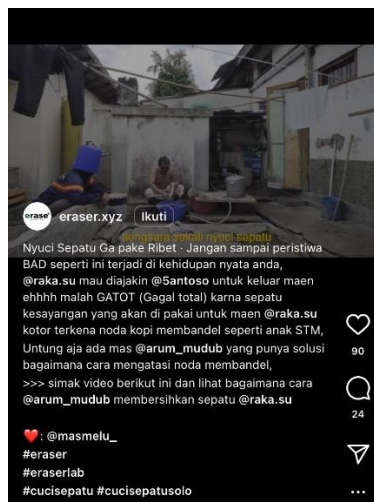 erase
eraser.xyz
Ikuti
sengsara sekali nyuci sepatu
Nyuci Sepatu Ga pake Ribet · Jangan sampai peristiwa
BAD seperti ini terjadi di kehidupan nyata anda,
@raka.su mau diajakin @5antoso untuk keluar maen
ehhhh malah GATOT (Gagal total) karna sepatu
kesayangan yang akan di pakai untuk maen @raka.su
kotor terkena noda kopi membandel seperti anak STM,
Untung aja ada mas @arum_mudub yang punya solusi
bagaimana cara mengatasi noda membandel,
>>> simak video berikut ini dan lihat bagaimana cara
@arum_mudub membersihkan sepatu @raka.su
90
24
❤️: @masmelu_
#eraser
#eraserlab
#cucisepatu #cucisepatusolo